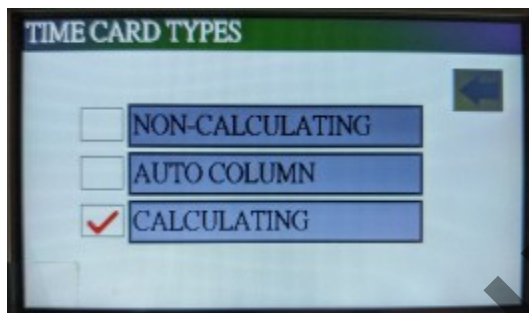 TIME CARD TYPES
NON-CALCULATING
AUTO COLUMN
CALCULATING